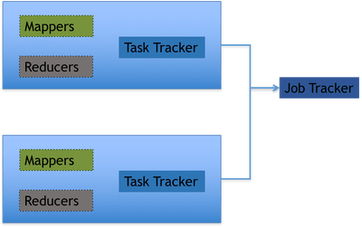 Mappers
Task Tracker
Reducers
Job Tracker
Mappers
Task Tracker
Reducers